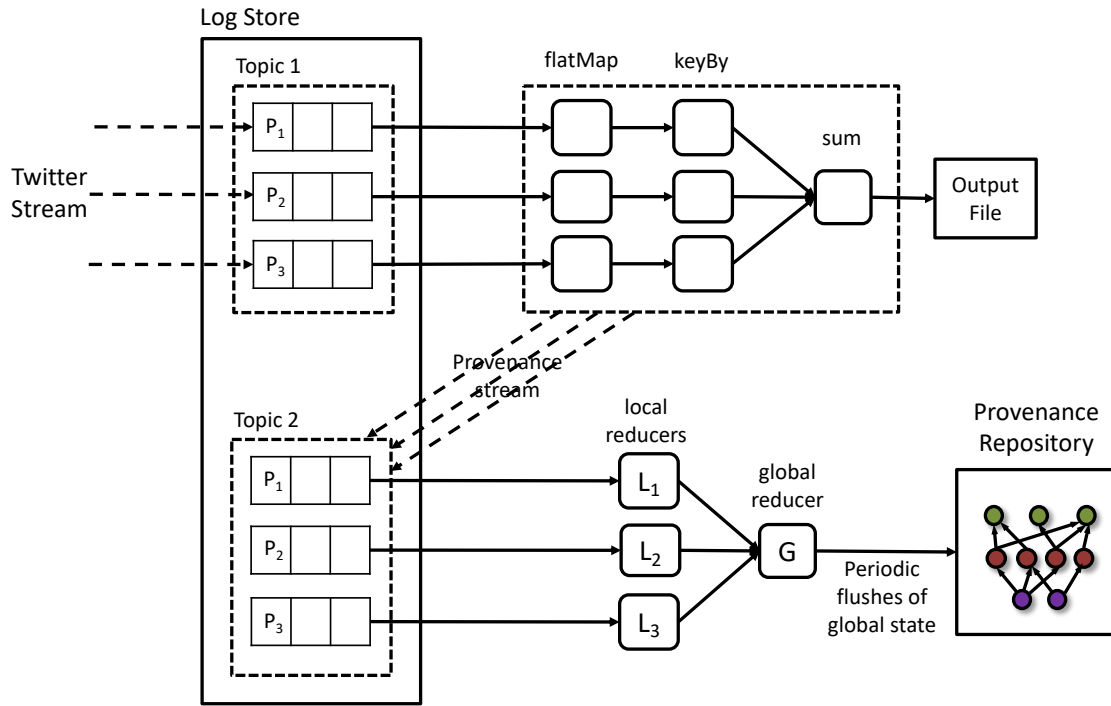 Log Store
Topic 1
flatMap
keyBy
P₁
sum
Twitter
Stream
P₂
Output
File
P₃
Provenance
stream
Topic 2
local
reducers
Provenance
Repository
P₁
L₁
global
reducer
P₂
L₂
G
Periodic
flushes of
global state
P₃
L₃